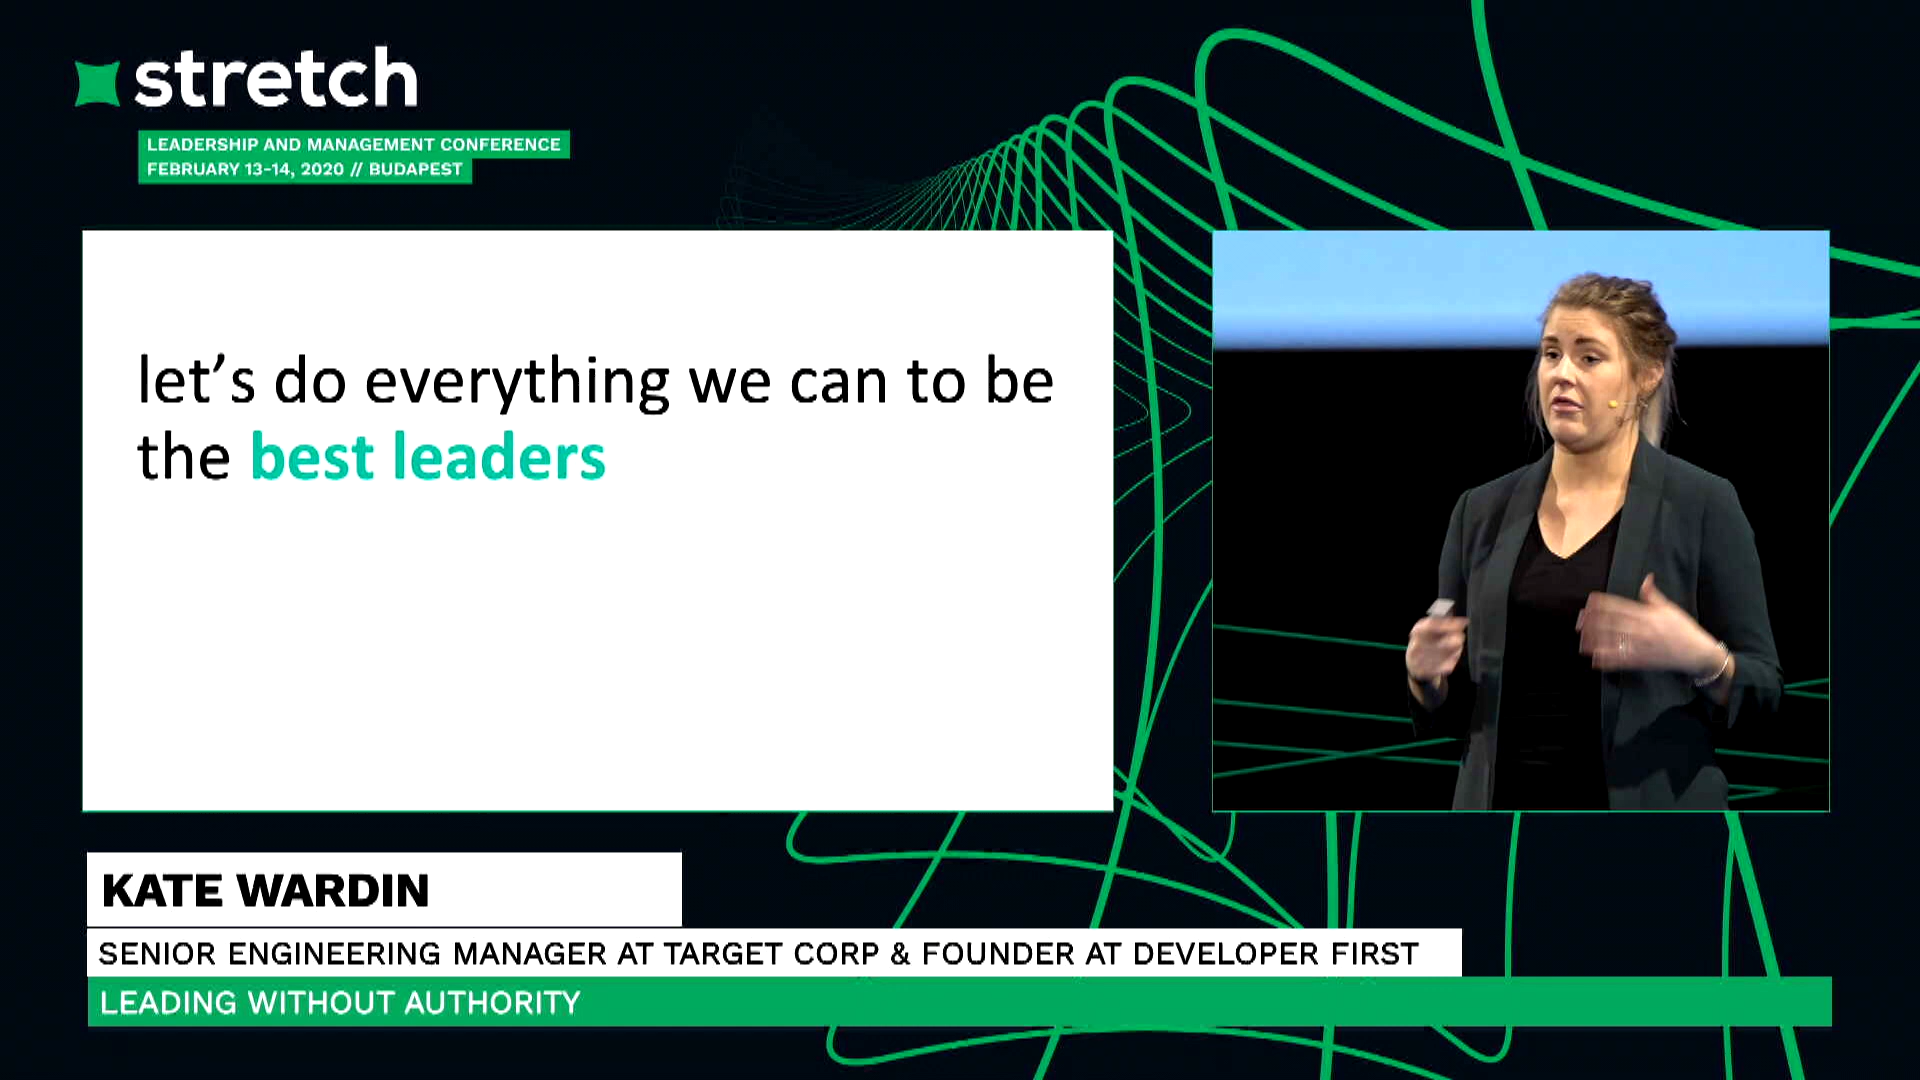 stretch
LEADERSHIP AND MANAGEMENT CONFERENCE
FEBRUARY 13-14, 2020 // BUDAPEST
let’s do everything we can to be
the best leaders
KATE WARDIN
SENIOR ENGINEERING MANAGER AT TARGET CORP & FOUNDER AT DEVELOPER FIRST
LEADING WITHOUT AUTHORITY